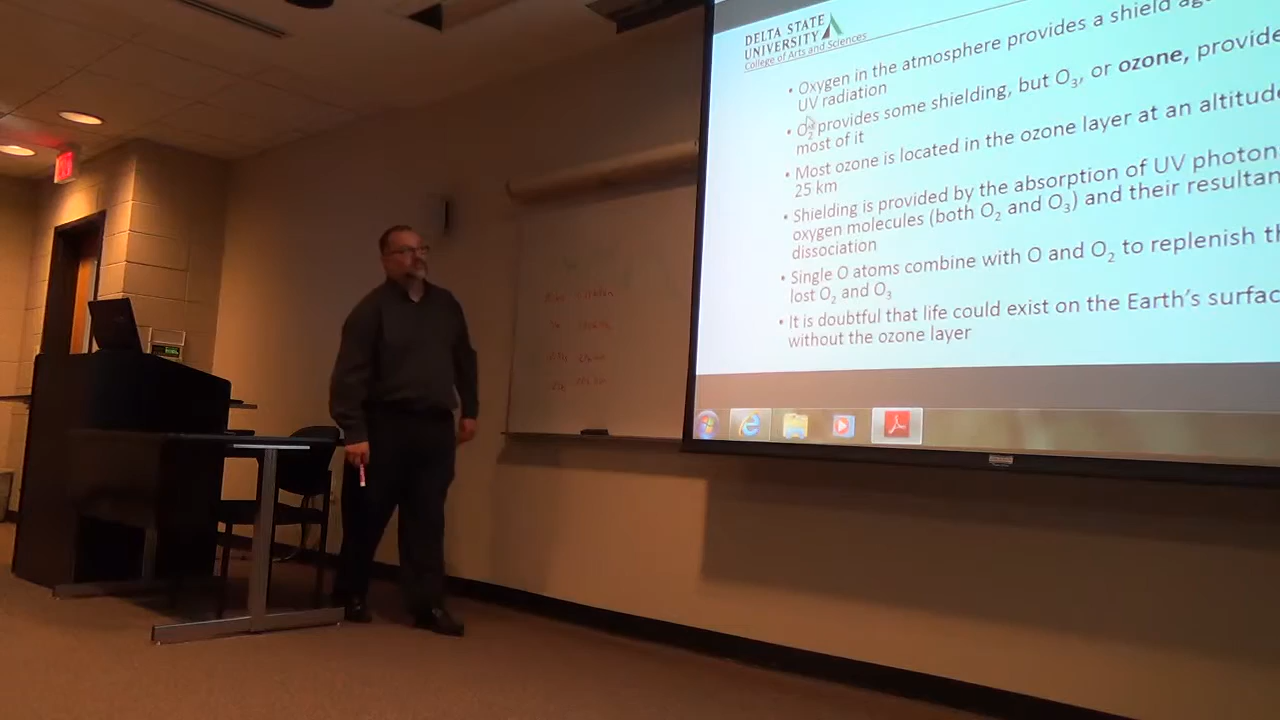 DELTA STATE
UNIVERSITY
College of Arts and Sciences
• Oxygen in the atmosphere provides a shield
UV radiation
• O2 provides some shielding, but O3, or ozone, provide
most of it
• Most ozone is located in the ozone layer at an altitud
25 km
• Shielding is provided by the absorption of UV photon
oxygen molecules (both O2 and O3) and their resultan
dissociation
• Single O atoms combine with O and O2 to replenish th
lost O2 and O3
• It is doubtful that life could exist on the Earth's surfac
without the ozone layer